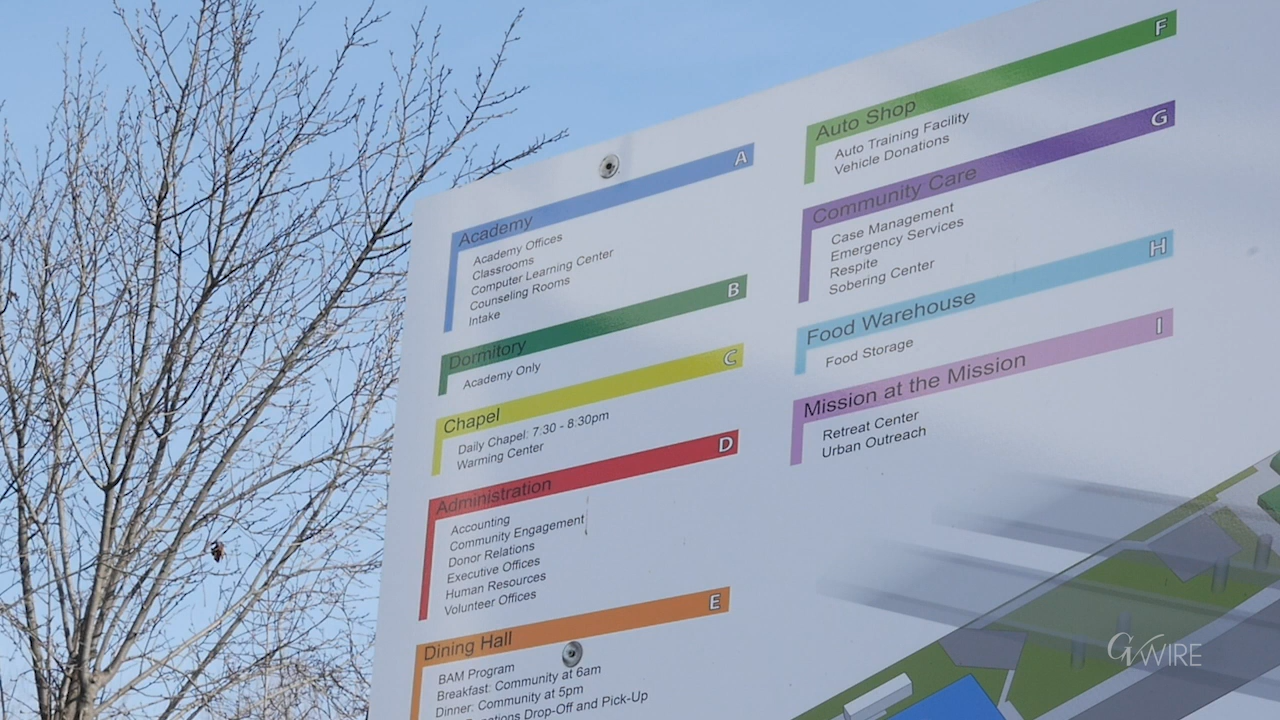 A
Academy
Academy Offices
Classrooms
Computer Learning Center
Counseling Rooms
Intake
B
Dormitory
Academy Only
C
Chapel
Daily Chapel: 7:30 - 8:30pm
Warming Center
D
Administration
Accounting
Community Engagement
Donor Relations
Executive Offices
Human Resources
Volunteer Offices
E
Dining Hall
BAM Program
Breakfast: Community at 6am
Dinner: Community at 5pm
Drop-Off and Pick-Up
F
Auto Shop
Auto Training Facility
Vehicle Donations
G
Community Care
Case Management
Emergency Services
Respite
Sobering Center
H
Food Warehouse
Food Storage
I
Mission at the Mission
Retreat Center
Urban Outreach
GVWIRE